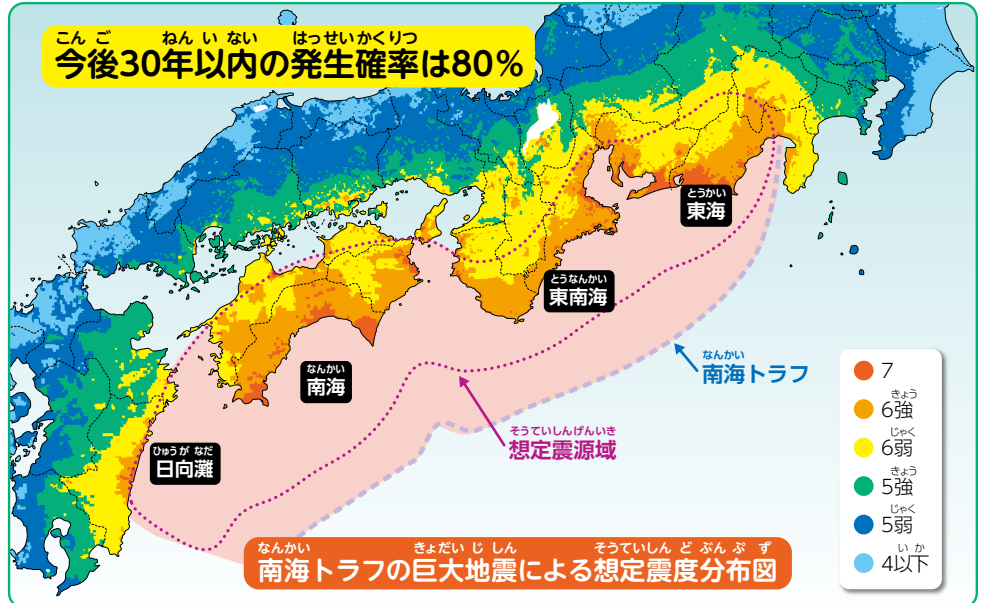 こんご ねんいない はっせいかくりつ
今後30年以内の発生確率は80%
とうかい
東海
とうなんかい
東南海
なんかい
南海トラフ
なんかい
南海
そうていしんげんいき
想定震源域
ひゅうがなだ
日向灘
7
きょう
6強
じゃく
6弱
きょう
5強
じゃく
5弱
いか
4以下
なんかい きょだいじしん そうていしんどぶんぷず
南海トラフの巨大地震による想定震度分布図